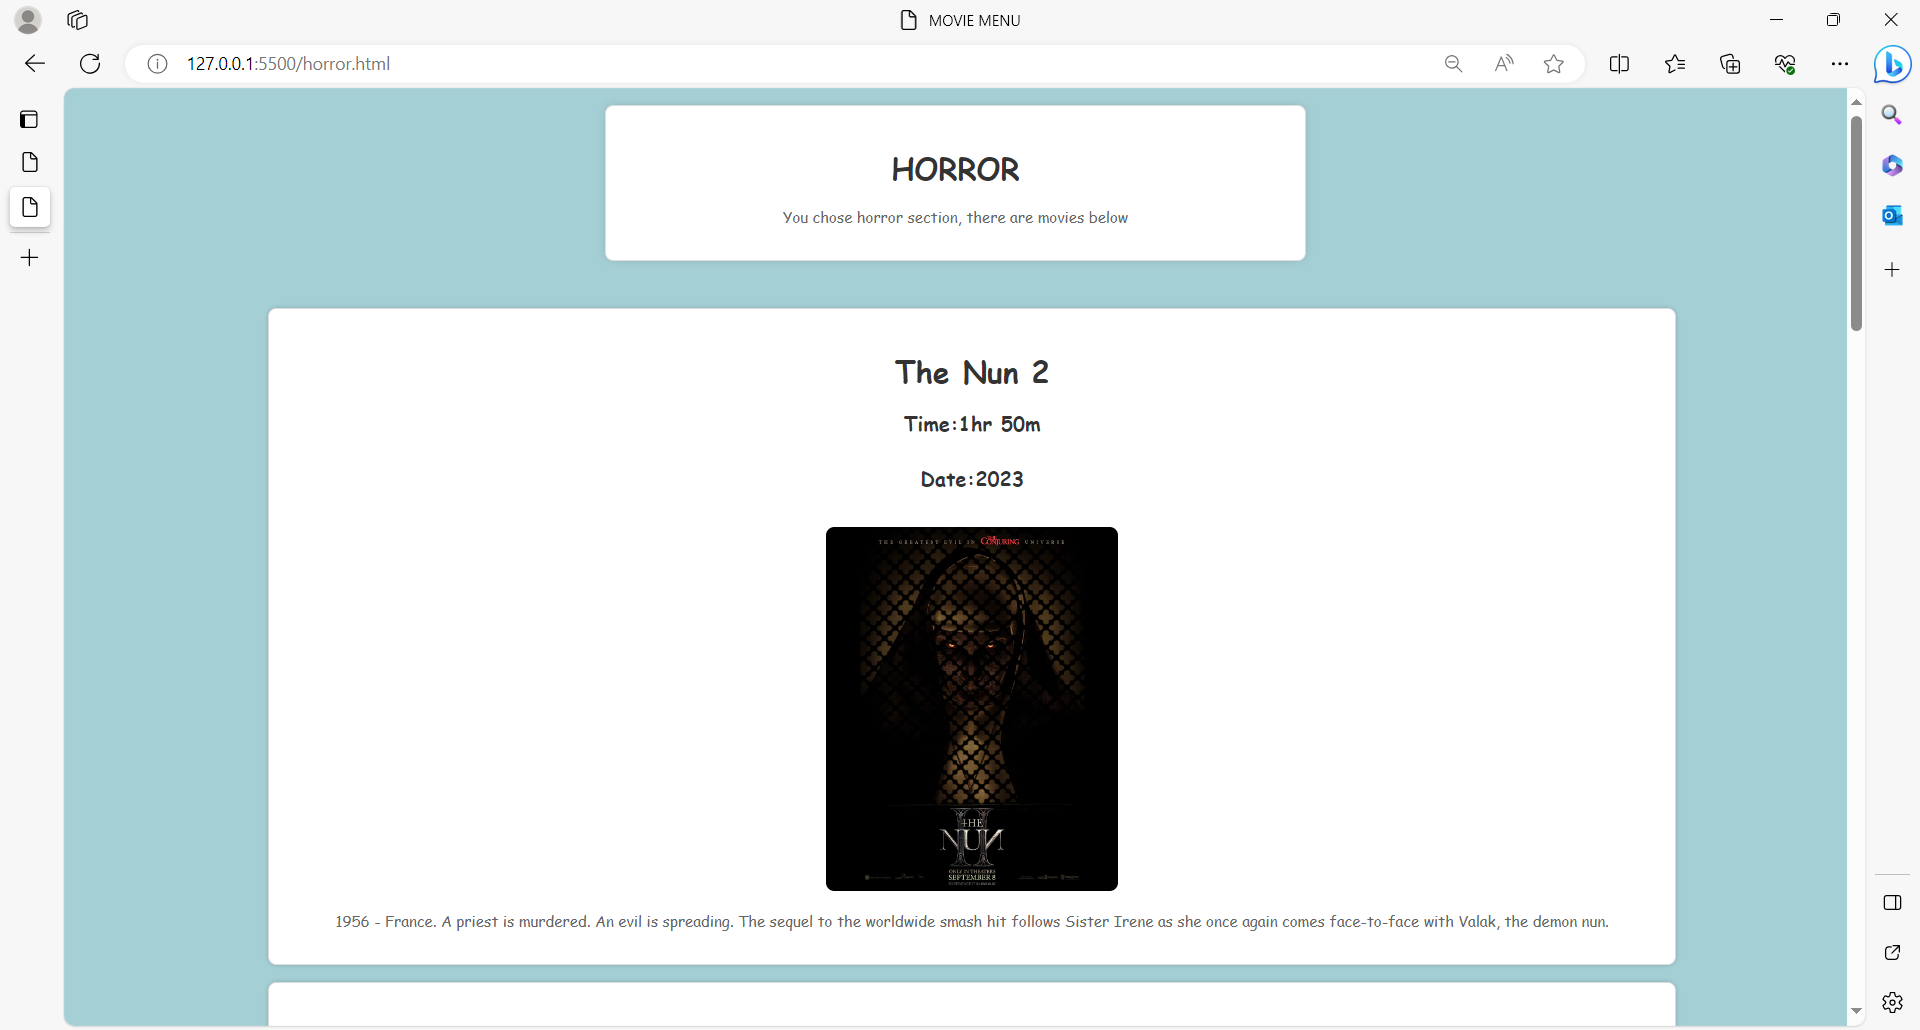 MOVIE MENU
127.0.0.1:5500/horror.html
HORROR
You chose horror section, there are movies below
The Nun 2
Time:1hr 50m
Date:2023
THE GREATEST EVIL IN THE CONJURING UNIVERSE
THE
NUN
II
ONLY IN THEATERS
SEPTEMBER 8
1956 - France. A priest is murdered. An evil is spreading. The sequel to the worldwide smash hit follows Sister Irene as she once again comes face-to-face with Valak, the demon nun.